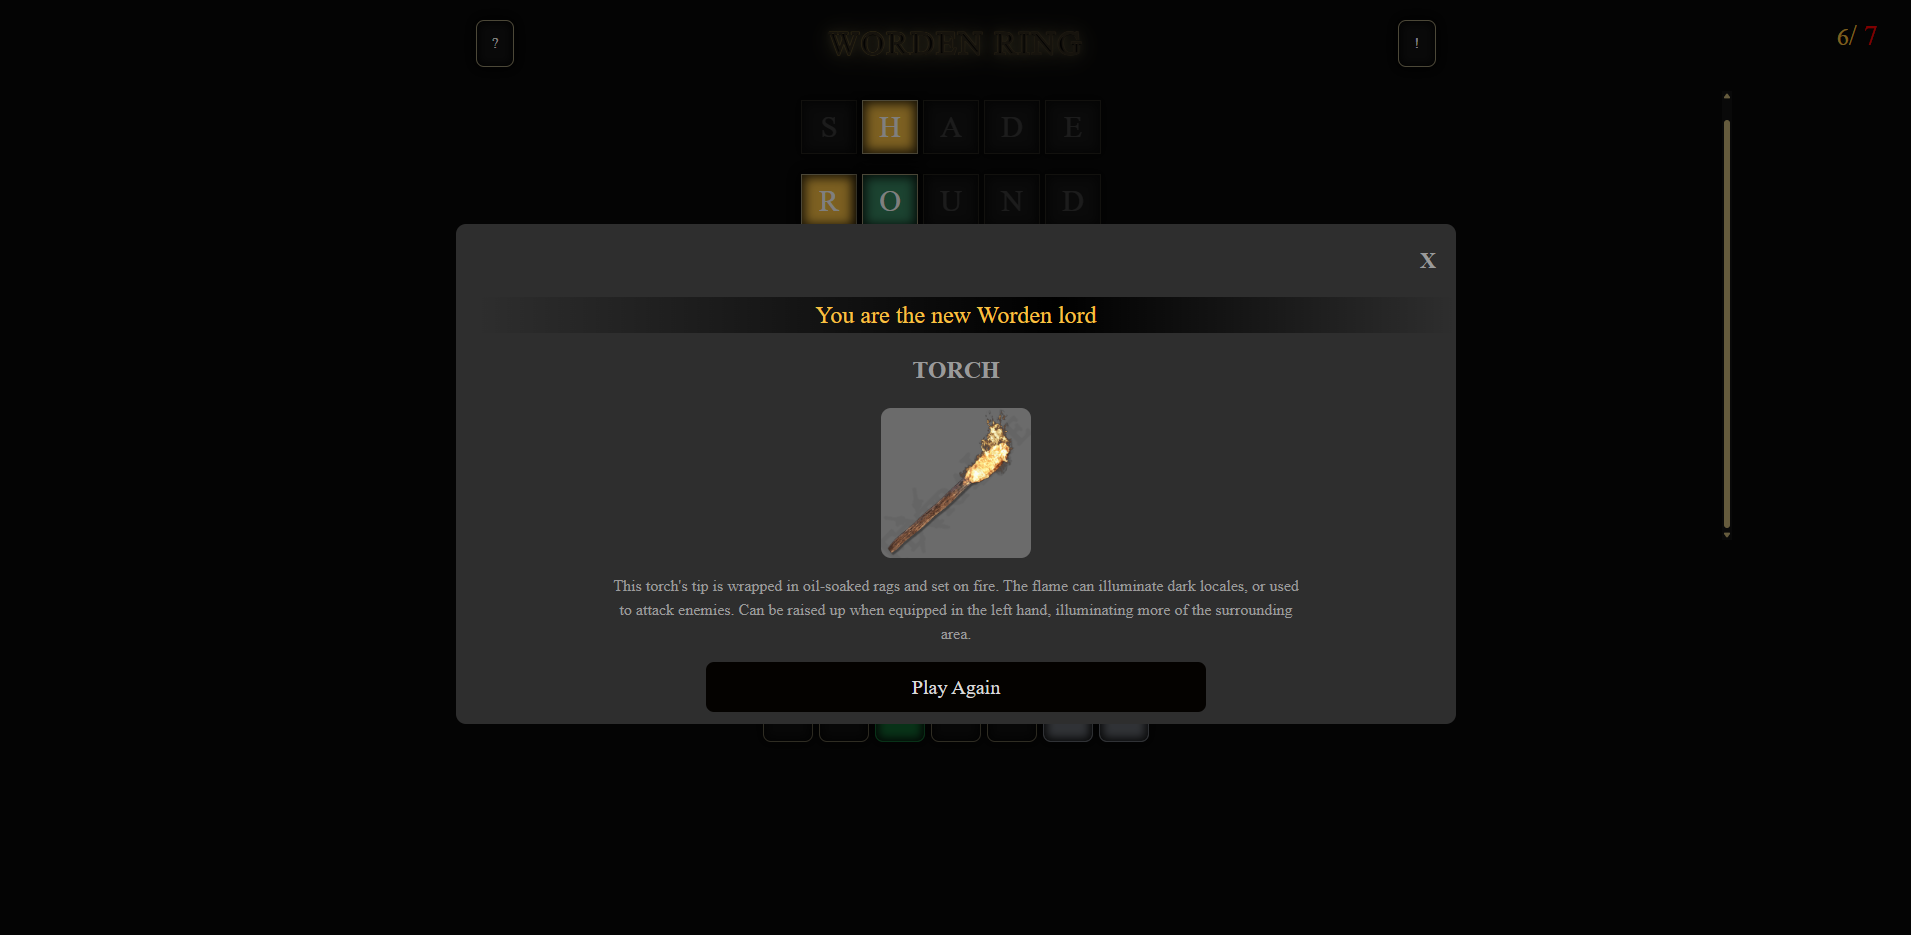 ?
WORDEN RING
!
6/ 7
S H A D E
R O U N D
X
You are the new Worden lord
TORCH
This torch's tip is wrapped in oil-soaked rags and set on fire. The flame can illuminate dark locales, or used
to attack enemies. Can be raised up when equipped in the left hand, illuminating more of the surrounding
area.
Play Again